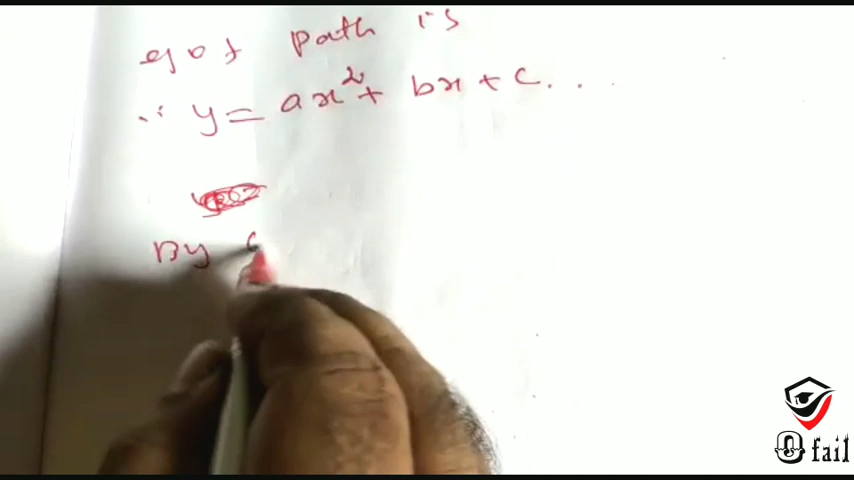 eq of path is
∴ y = ax² + bx + c...
By
0 fail